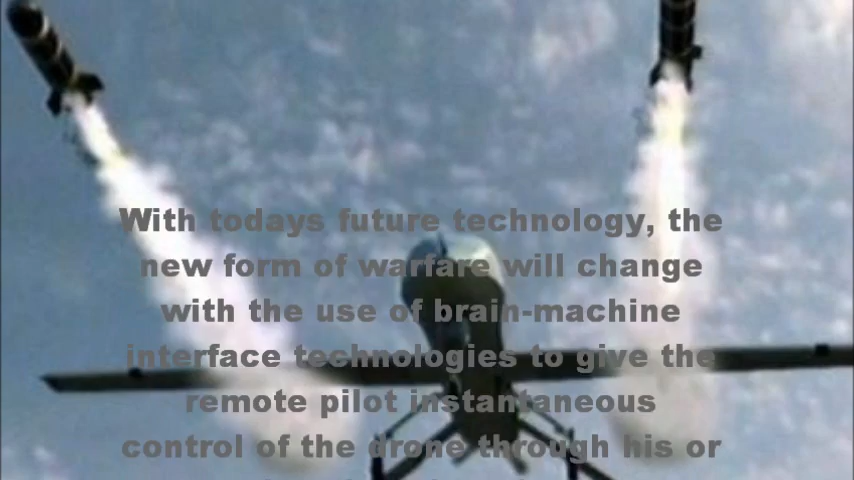 With todays future technology, the
new form of warfare will change
with the use of brain-machine
interface technologies to give the
remote pilot instantaneous
control of the drone through his or